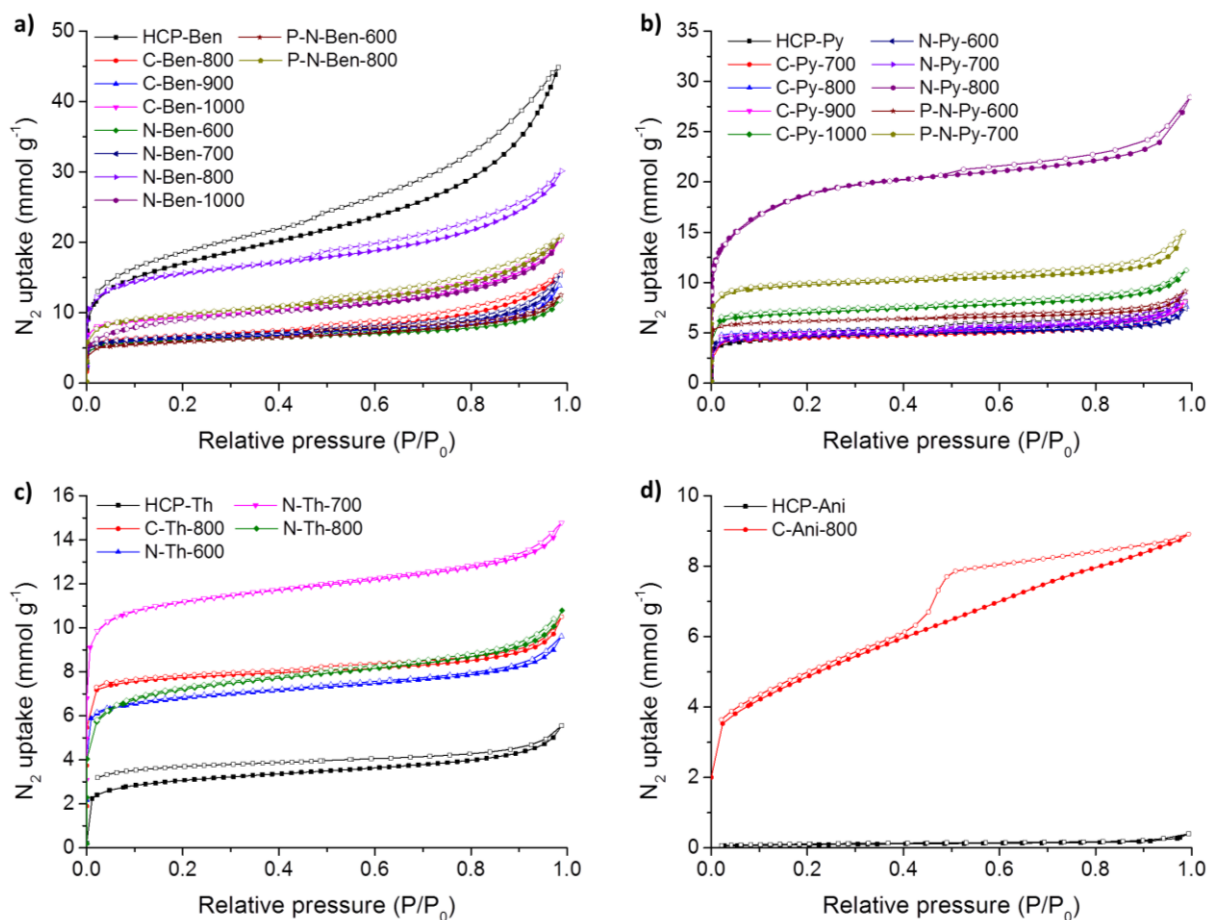 a)
HCP-Ben P-N-Ben-600
C-Ben-800 P-N-Ben-800
C-Ben-900
C-Ben-1000
N-Ben-600
N-Ben-700
N-Ben-800
N-Ben-1000
50
40
30
20
10
0
N2 uptake (mmol g-1)
0.0 0.2 0.4 0.6 0.8 1.0
Relative pressure (P/P0)
b)
HCP-Py N-Py-600
C-Py-700 N-Py-700
C-Py-800 N-Py-800
C-Py-900 P-N-Py-600
C-Py-1000 P-N-Py-700
35
30
25
20
15
10
5
0
N2 uptake (mmol g-1)
0.0 0.2 0.4 0.6 0.8 1.0
Relative pressure (P/P0)
c)
HCP-Th N-Th-700
C-Th-800 N-Th-800
N-Th-600
16
14
12
10
8
6
4
2
0
N2 uptake (mmol g-1)
0.0 0.2 0.4 0.6 0.8 1.0
Relative pressure (P/P0)
d)
HCP-Ani
C-Ani-800
10
8
6
4
2
0
N2 uptake (mmol g-1)
0.0 0.2 0.4 0.6 0.8 1.0
Relative pressure (P/P0)